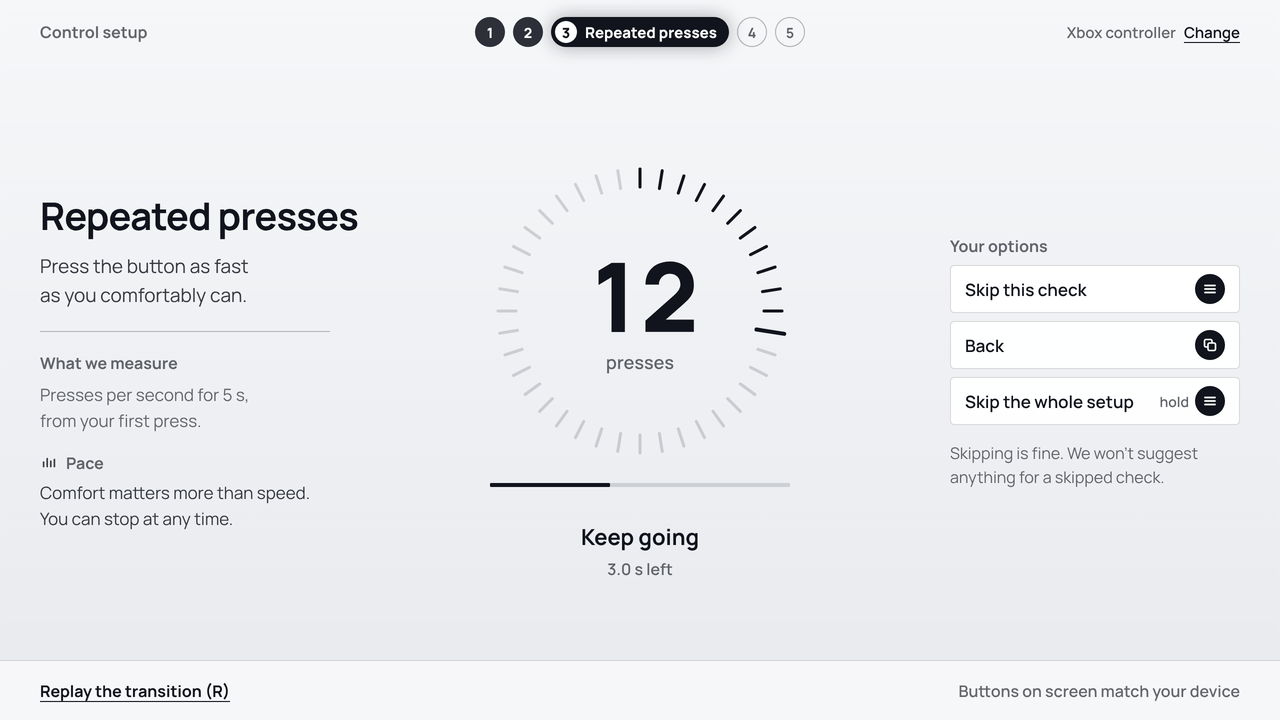 Control setup
1
2
3 Repeated presses
4
5
Xbox controller Change
Repeated presses
Press the button as fast
as you comfortably can.
What we measure
Presses per second for 5 s,
from your first press.
Pace
Comfort matters more than speed.
You can stop at any time.
12
presses
Keep going
3.0 s left
Your options
Skip this check
Back
Skip the whole setup hold
Skipping is fine. We won't suggest
anything for a skipped check.
Replay the transition (R)
Buttons on screen match your device